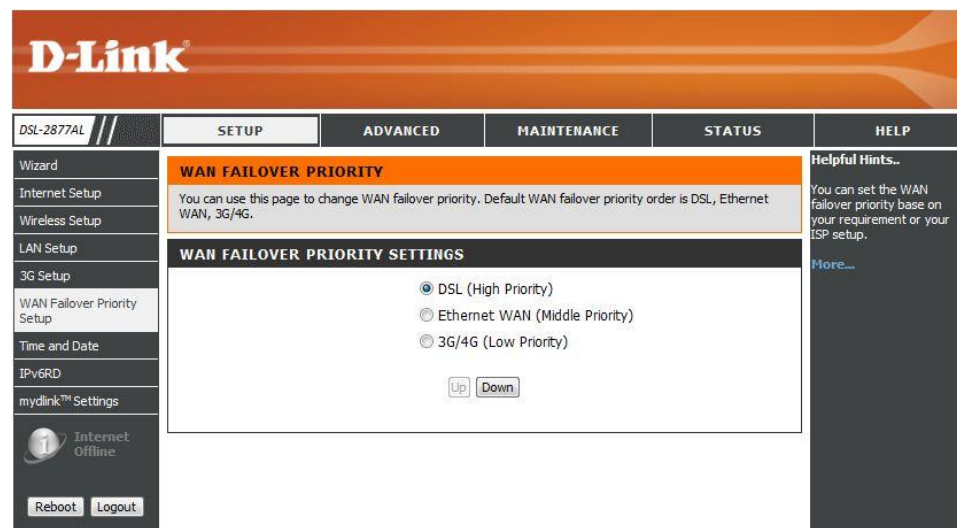 D-Link®
DSL-2877AL
SETUP
ADVANCED
MAINTENANCE
STATUS
HELP
Wizard
Internet Setup
Wireless Setup
LAN Setup
3G Setup
WAN Failover Priority
Setup
Time and Date
IPv6RD
mydlink™ Settings
Internet
Offline
Reboot
Logout
WAN FAILOVER PRIORITY
You can use this page to change WAN failover priority. Default WAN failover priority order is DSL, Ethernet
WAN, 3G/4G.
WAN FAILOVER PRIORITY SETTINGS
DSL (High Priority)
Ethernet WAN (Middle Priority)
3G/4G (Low Priority)
Up
Down
Helpful Hints..
You can set the WAN
failover priority base on
your requirement or your
ISP setup.
More...